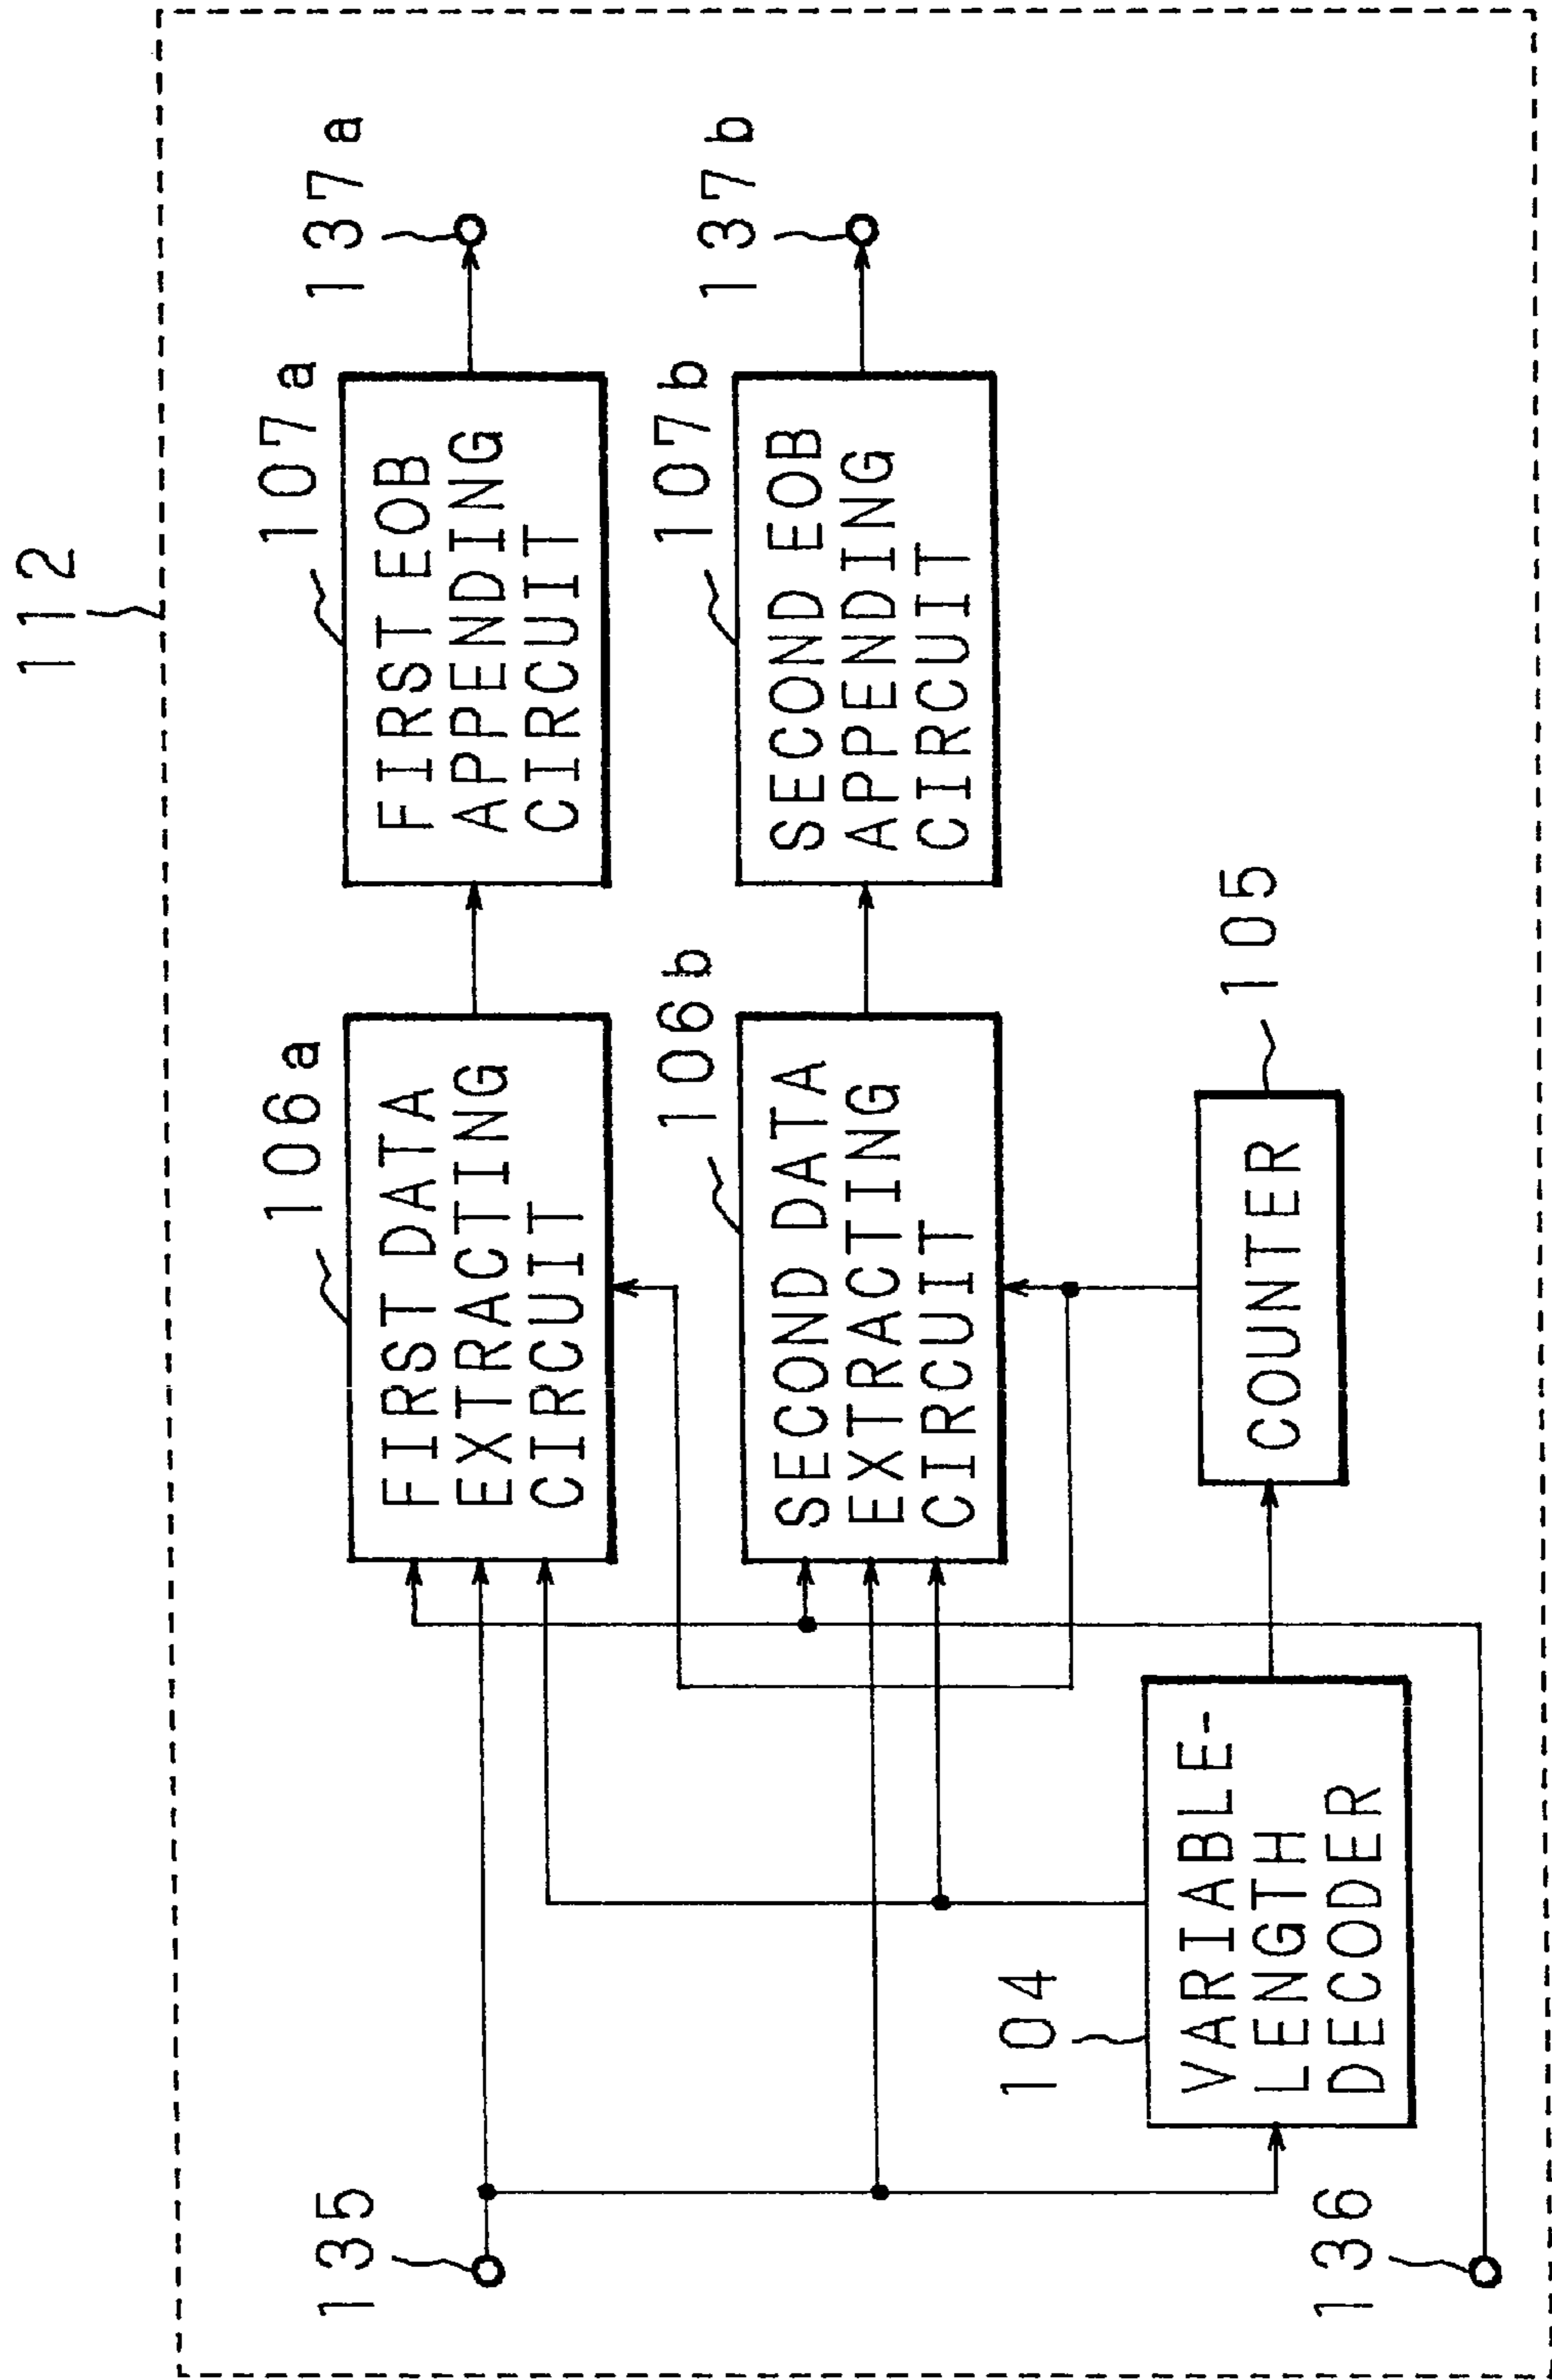 112
135
106a
FIRST DATA
EXTRACTING
CIRCUIT
107a
FIRST EOB
APPENDING
CIRCUIT
137a
106b
SECOND DATA
EXTRACTING
CIRCUIT
107b
SECOND EOB
APPENDING
CIRCUIT
137b
104
VARIABLE-
LENGTH
DECODER
COUNTER
105
136